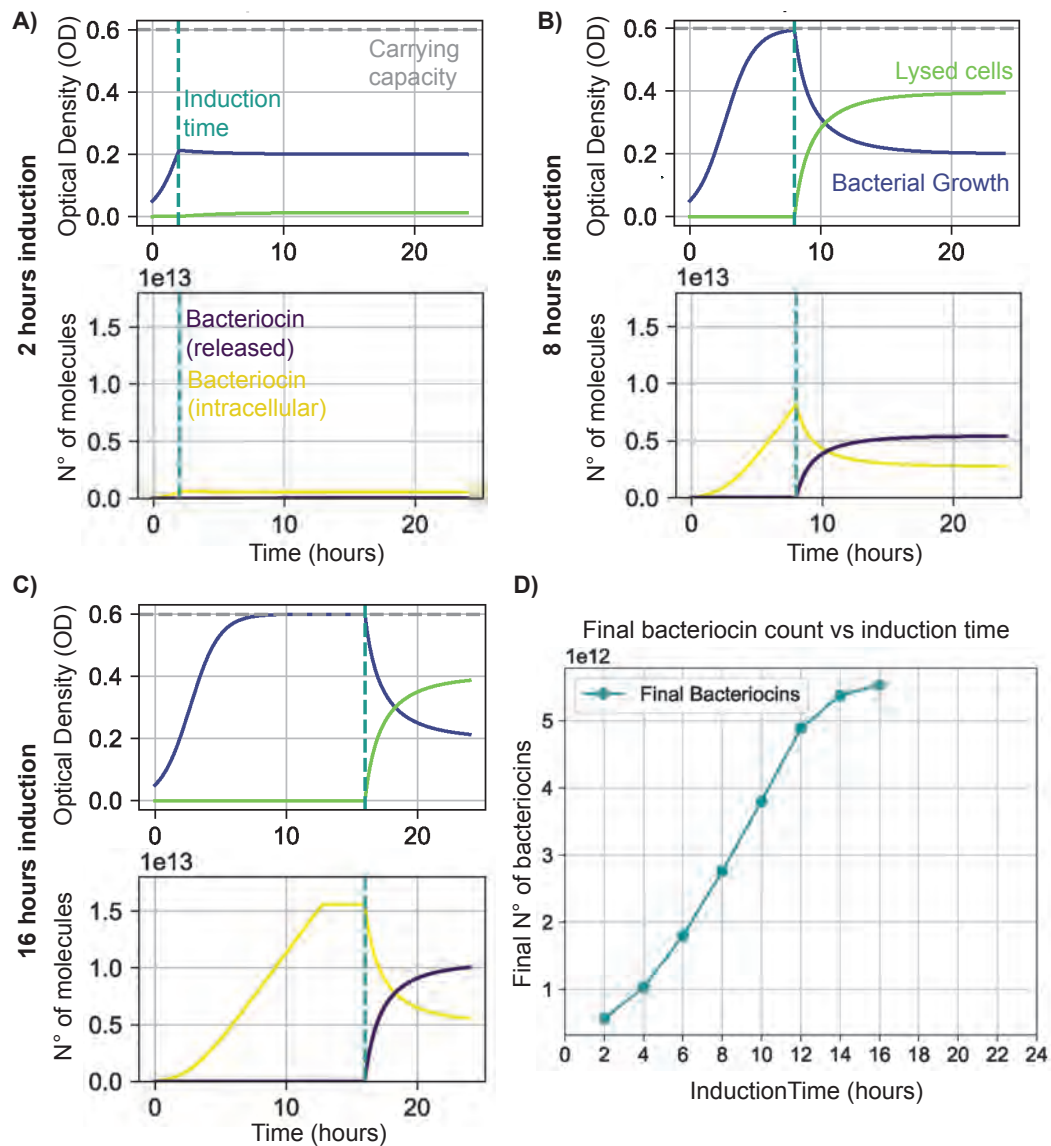 A)
Optical Density (OD)
0.6
0.4
0.2
0.0
Carrying
capacity
Induction
time
0
10
20
2 hours induction
1e13
N° of molecules
1.5
1.0
0.5
0.0
Bacteriocin
(released)
Bacteriocin
(intracellular)
0
10
20
Time (hours)
B)
Optical Density (OD)
0.6
0.4
0.2
0.0
Lysed cells
Bacterial Growth
0
10
20
8 hours induction
1e13
N° of molecules
1.5
1.0
0.5
0.0
0
10
20
Time (hours)
C)
Optical Density (OD)
0.6
0.4
0.2
0.0
0
10
20
16 hours induction
1e13
N° of molecules
1.5
1.0
0.5
0.0
0
10
20
Time (hours)
D)
Final bacteriocin count vs induction time
1e12
Final Bacteriocins
Final N° of bacteriocins
5
4
3
2
1
0 2 4 6 8 10 12 14 16 18 20 22 24
InductionTime (hours)